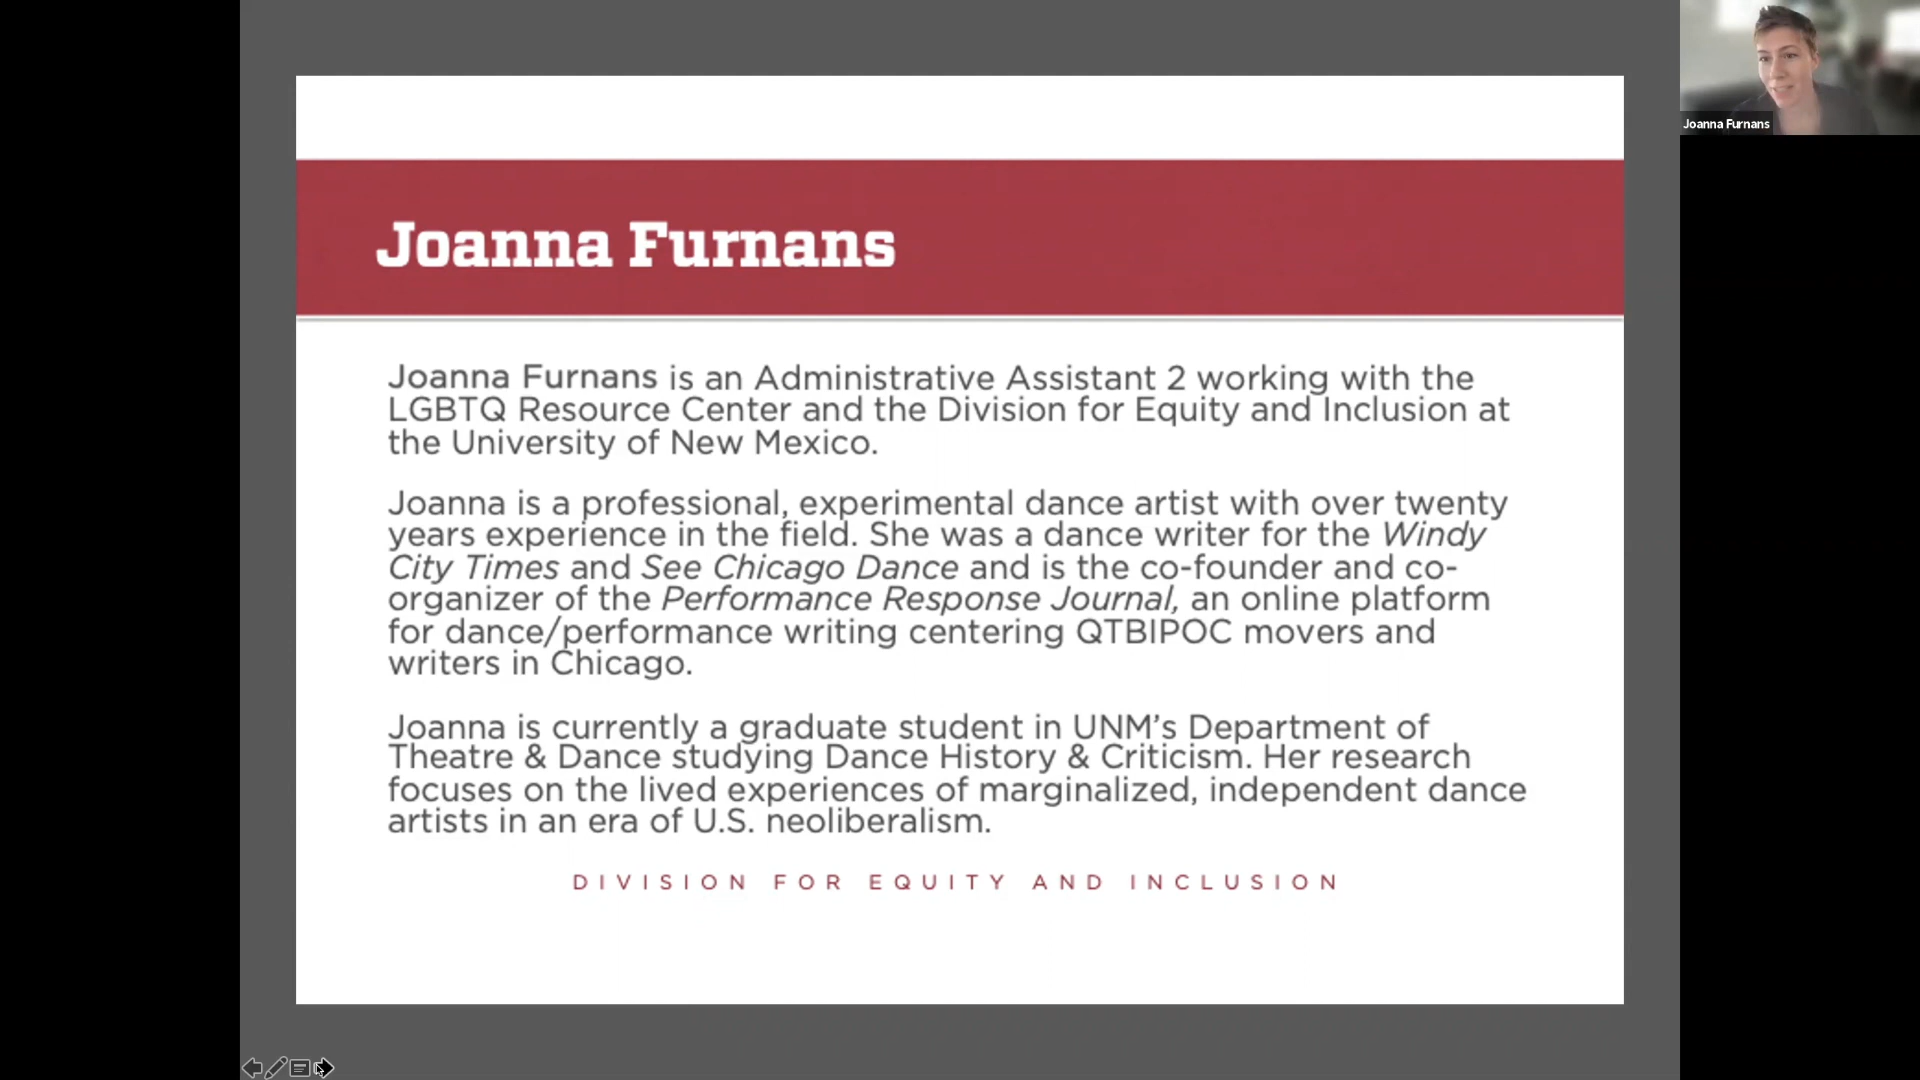 Joanna Furnans
Joanna Furnans
Joanna Furnans is an Administrative Assistant 2 working with the
LGBTQ Resource Center and the Division for Equity and Inclusion at
the University of New Mexico.
Joanna is a professional, experimental dance artist with over twenty
years experience in the field. She was a dance writer for the Windy
City Times and See Chicago Dance and is the co-founder and co-
organizer of the Performance Response Journal, an online platform
for dance/performance writing centering QTBIPOC movers and
writers in Chicago.
Joanna is currently a graduate student in UNM’s Department of
Theatre & Dance studying Dance History & Criticism. Her research
focuses on the lived experiences of marginalized, independent dance
artists in an era of U.S. neoliberalism.
DIVISION FOR EQUITY AND INCLUSION